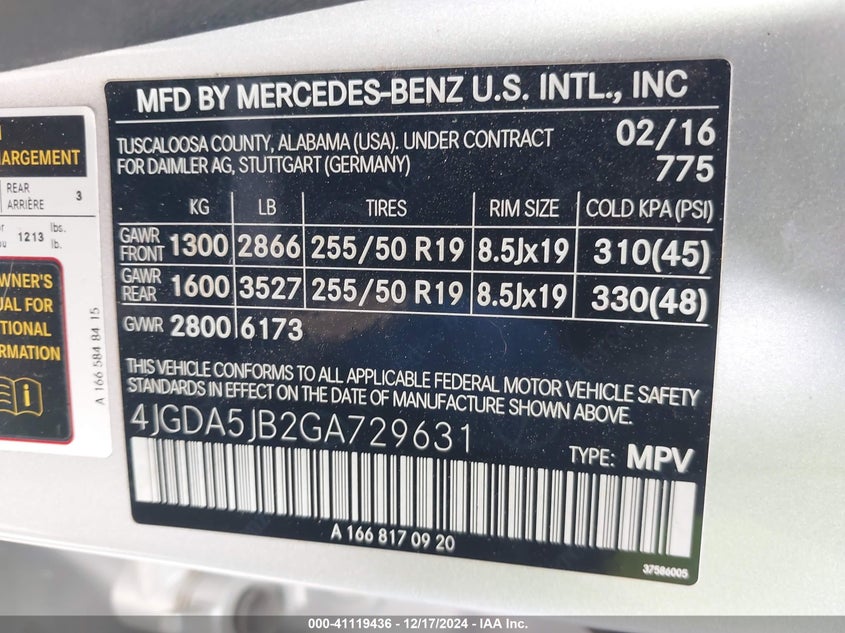 MFD BY MERCEDES-BENZ U.S. INTL., INC
TUSCALOOSA COUNTY, ALABAMA (USA). UNDER CONTRACT
FOR DAIMLER AG, STUTTGART (GERMANY)
02/16
775
KG LB TIRES RIM SIZE COLD KPA(PSI)
GAWR FRONT 1300 2866 255/50 R19 8.5Jx19 310(45)
GAWR REAR 1600 3527 255/50 R19 8.5Jx19 330(48)
GVWR 2800 6173
THIS VEHICLE CONFORMS TO ALL APPLICABLE FEDERAL MOTOR VEHICLE SAFETY
STANDARDS IN EFFECT ON THE DATE OF MANUFACTURE SHOWN ABOVE.
4JGDA5JB2GA729631
TYPE: MPV
A 166 817 09 20
37586005
ARGEMENT
REAR
ARRIÈRE 3
1213 lbs.
lb.
WNER'S
UAL FOR
TIONAL
ORMATION
A 166 584 84 15
000-41119436 - 12/17/2024 - IAA Inc.